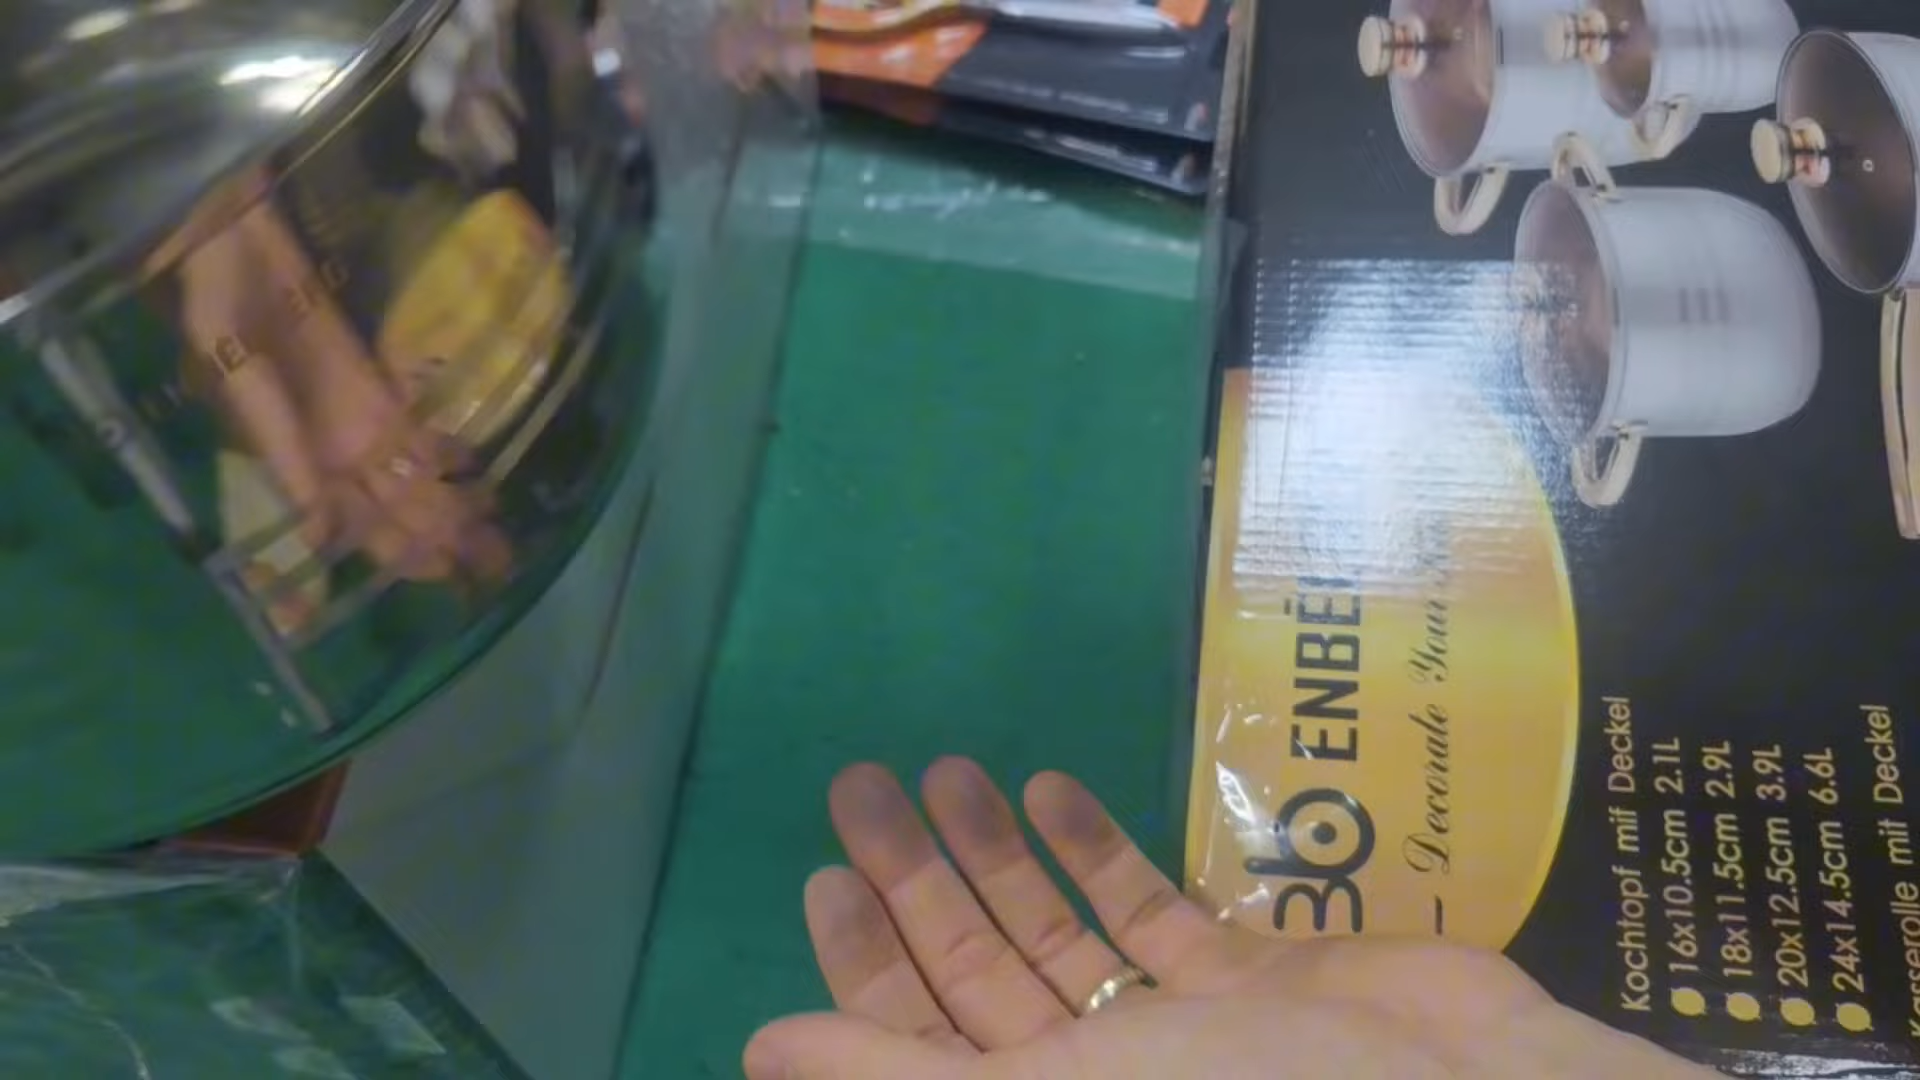 ENBE
— Decorate Your
Kochtopf mit Deckel
16x10.5cm 2.1L
18x11.5cm 2.9L
20x12.5cm 3.9L
24x14.5cm 6.6L
Kasserolle mit Deckel